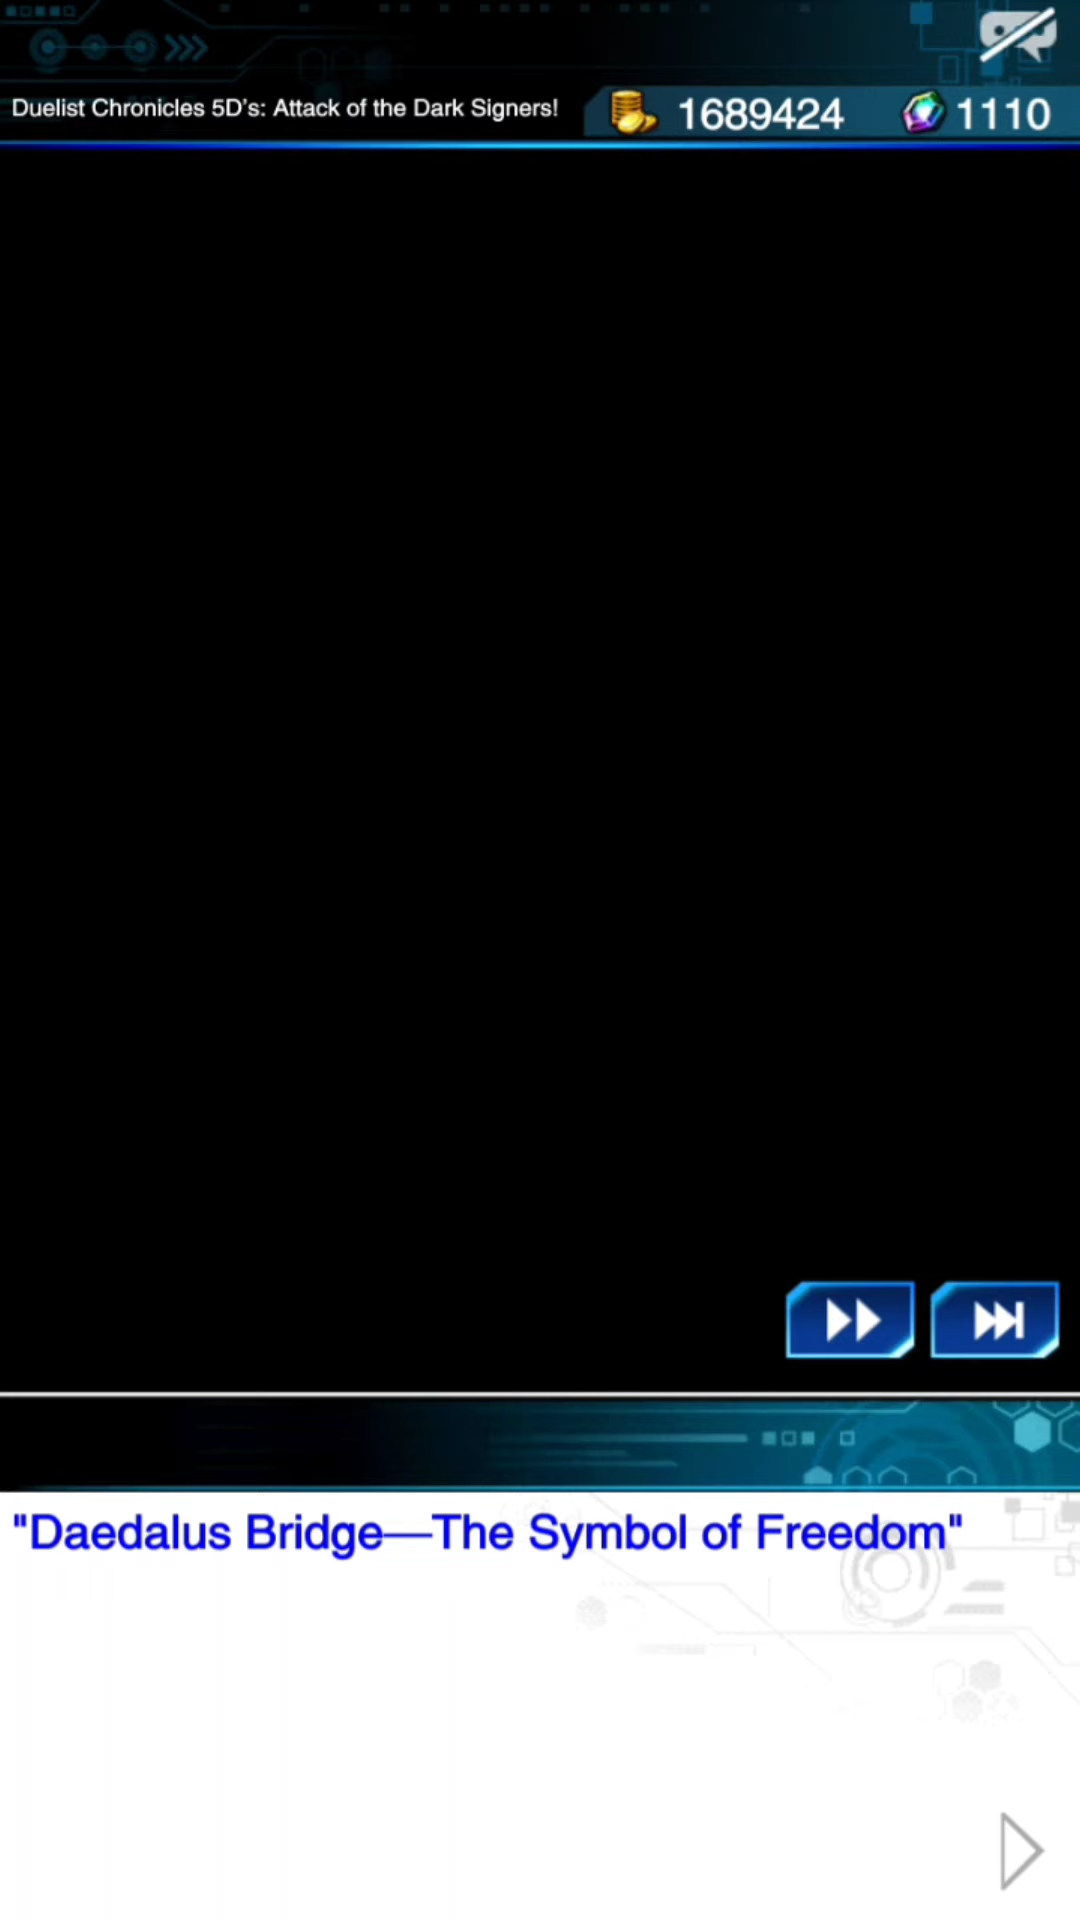 Duelist Chronicles 5D's: Attack of the Dark Signers!
1689424
1110
"Daedalus Bridge—The Symbol of Freedom"